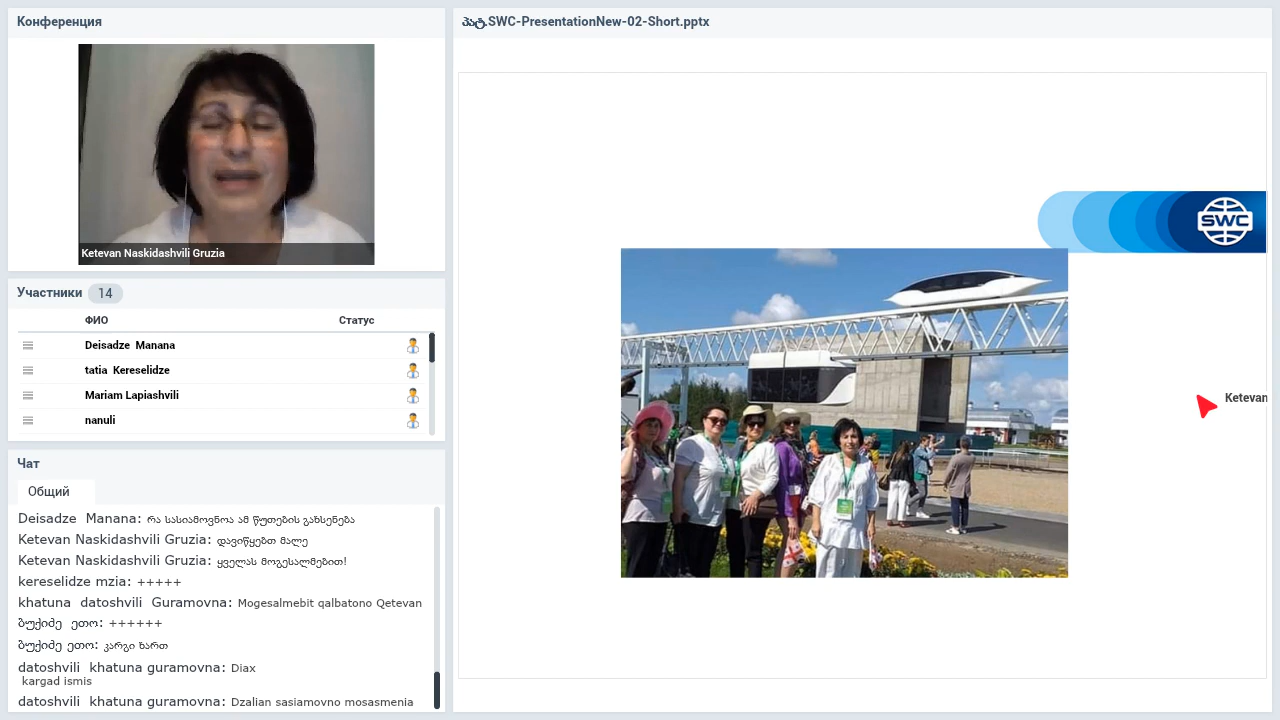 Конференция
Ketevan Naskidashvili Gruzia
Участники 14
ФИО Статус
Deisadze Manana
tatia Kereselidze
Mariam Lapiashvili
nanuli
Чат
Общий
Deisadze Manana: რა სასიამოვნოა ამ წუთების გახსენება
Ketevan Naskidashvili Gruzia: დავიწყებთ მალე
Ketevan Naskidashvili Gruzia: ყველას მოგესალმებით!
kereselidze mzia: +++++
khatuna datoshvili Guramovna: Mogesalmebit qalbatono Qetevan
ბუქიძე ეთო: ++++++
ბუქიძე ეთო: კარგი ხართ
datoshvili khatuna guramovna: Diax
kargad ismis
datoshvili khatuna guramovna: Dzalian sasiamovno mosasmenia
პატ.SWC-PresentationNew-02-Short.pptx
SWC
Ketevan